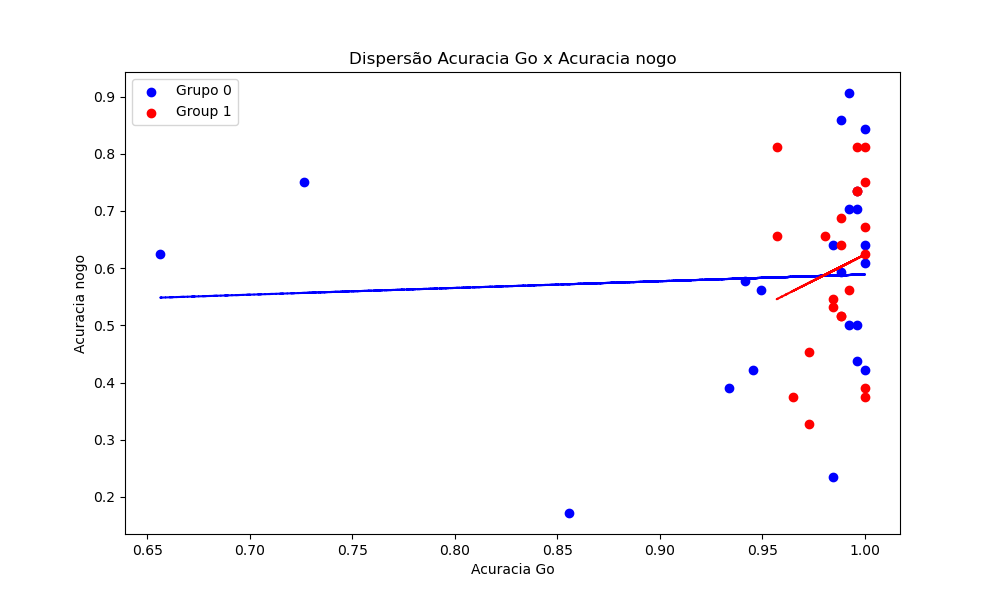 Dispersão Acuracia Go x Acuracia nogo
Grupo 0
Group 1
Acuracia nogo
0.9
0.8
0.7
0.6
0.5
0.4
0.3
0.2
0.65 0.70 0.75 0.80 0.85 0.90 0.95 1.00
Acuracia Go